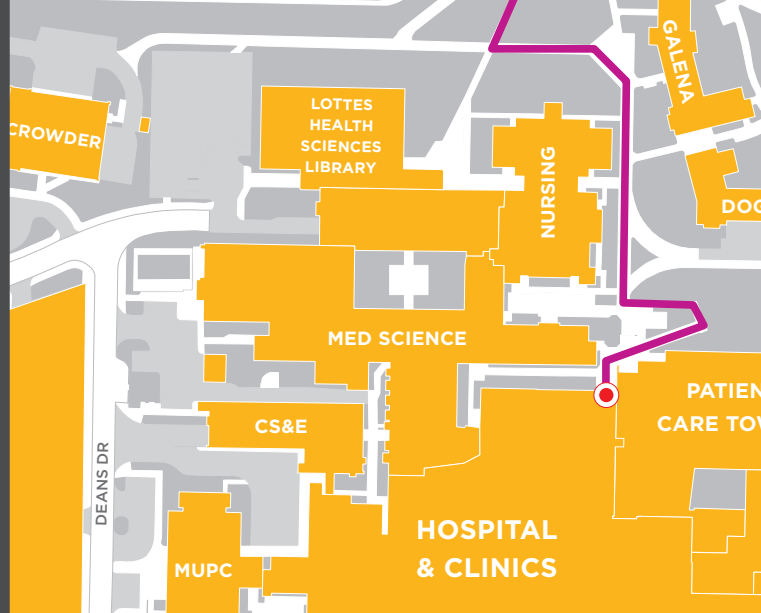 GALENA
LOTTES
HEALTH
SCIENCES
LIBRARY
CROWDER
NURSING
DOC
MED SCIENCE
PATIEN
CARE TOW
CS&E
DEANS DR
HOSPITAL
& CLINICS
MUPC